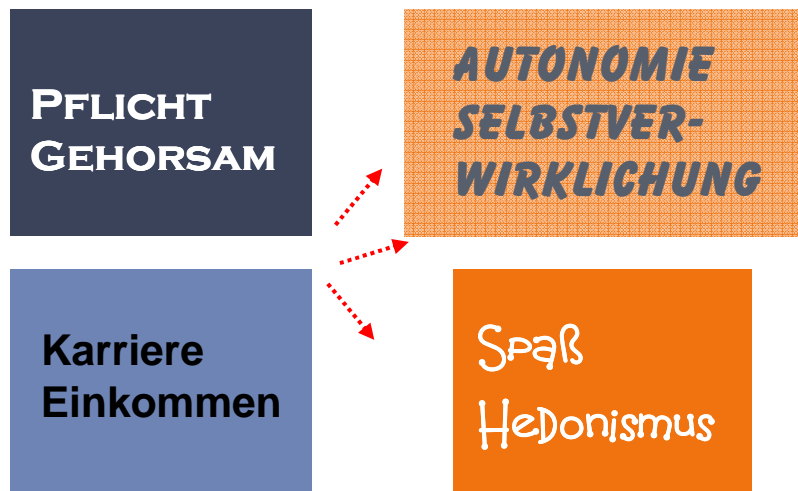 PFLICHT
GEHORSAM
AUTONOMIE
SELBSTVER-
WIRKLICHUNG
Karriere
Einkommen
Spaß
Hedonismus